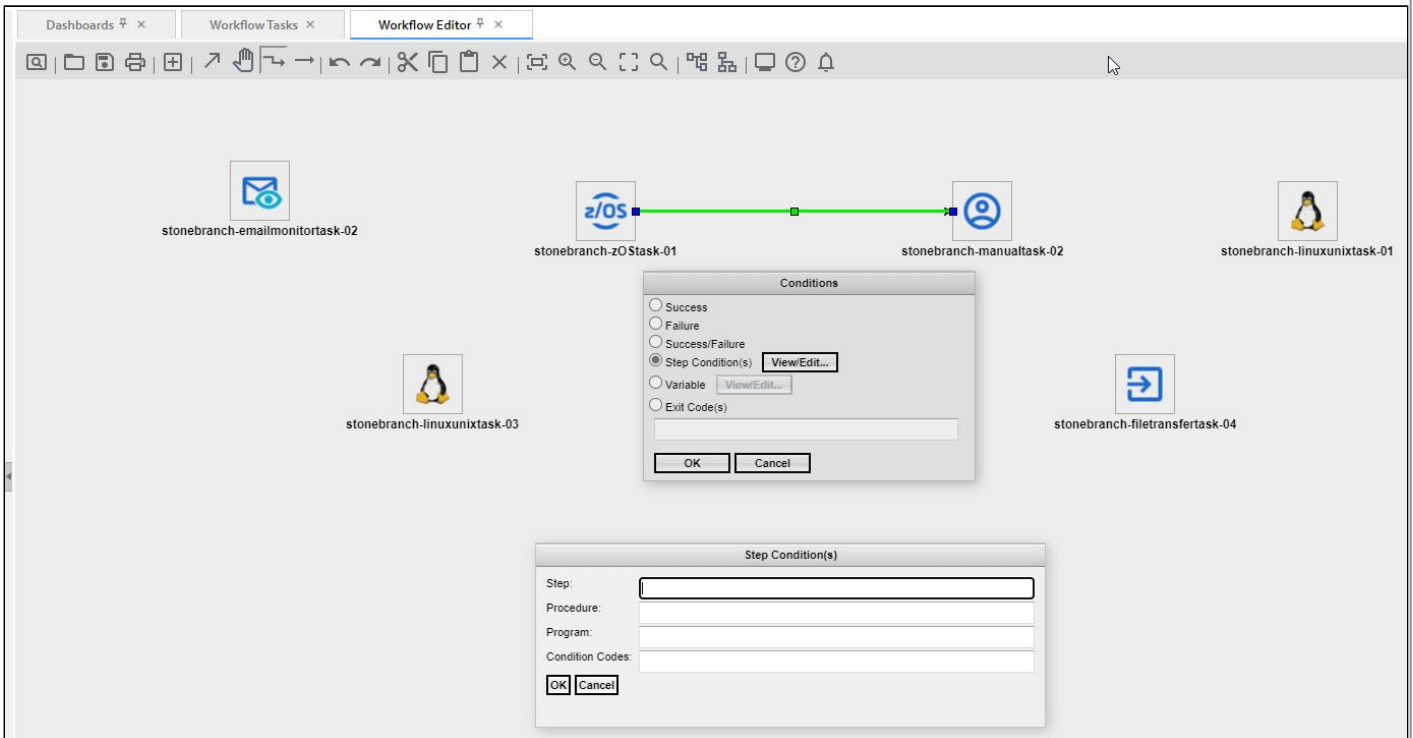 Dashboards
Workflow Tasks
Workflow Editor
stonebranch-emailmonitortask-02
z/OS
stonebranch-zOStask-01
stonebranch-manualtask-02
stonebranch-linuxunixtask-01
Conditions
Success
Failure
Success/Failure
Step Condition(s) View/Edit...
Variable View/Edit...
Exit Code(s)
OK Cancel
stonebranch-linuxunixtask-03
stonebranch-filetransfertask-04
Step Condition(s)
Step:
Procedure:
Program:
Condition Codes:
OK Cancel